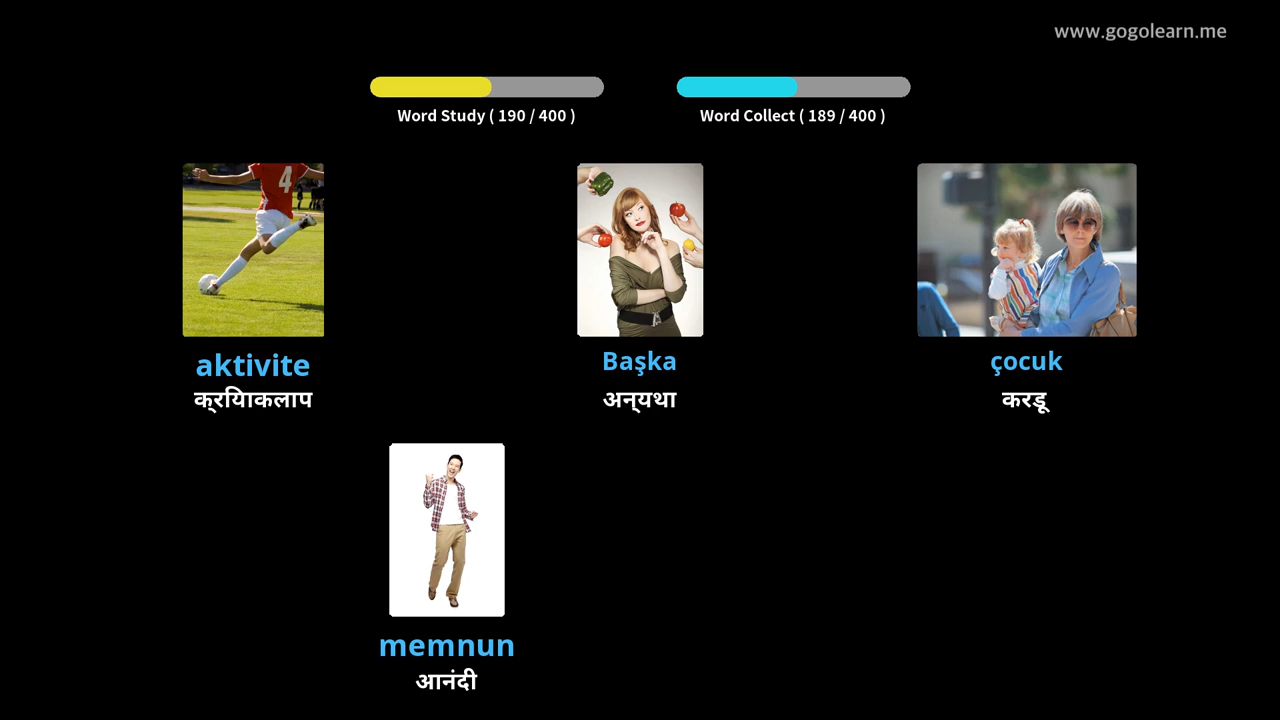 www.gogolearn.me
Word Study ( 190 / 400 )
Word Collect ( 189 / 400 )
4
aktivite
Başka
çocuk
क्रियाकलाप
अन्यथा
करडू
memnun
आनंदी